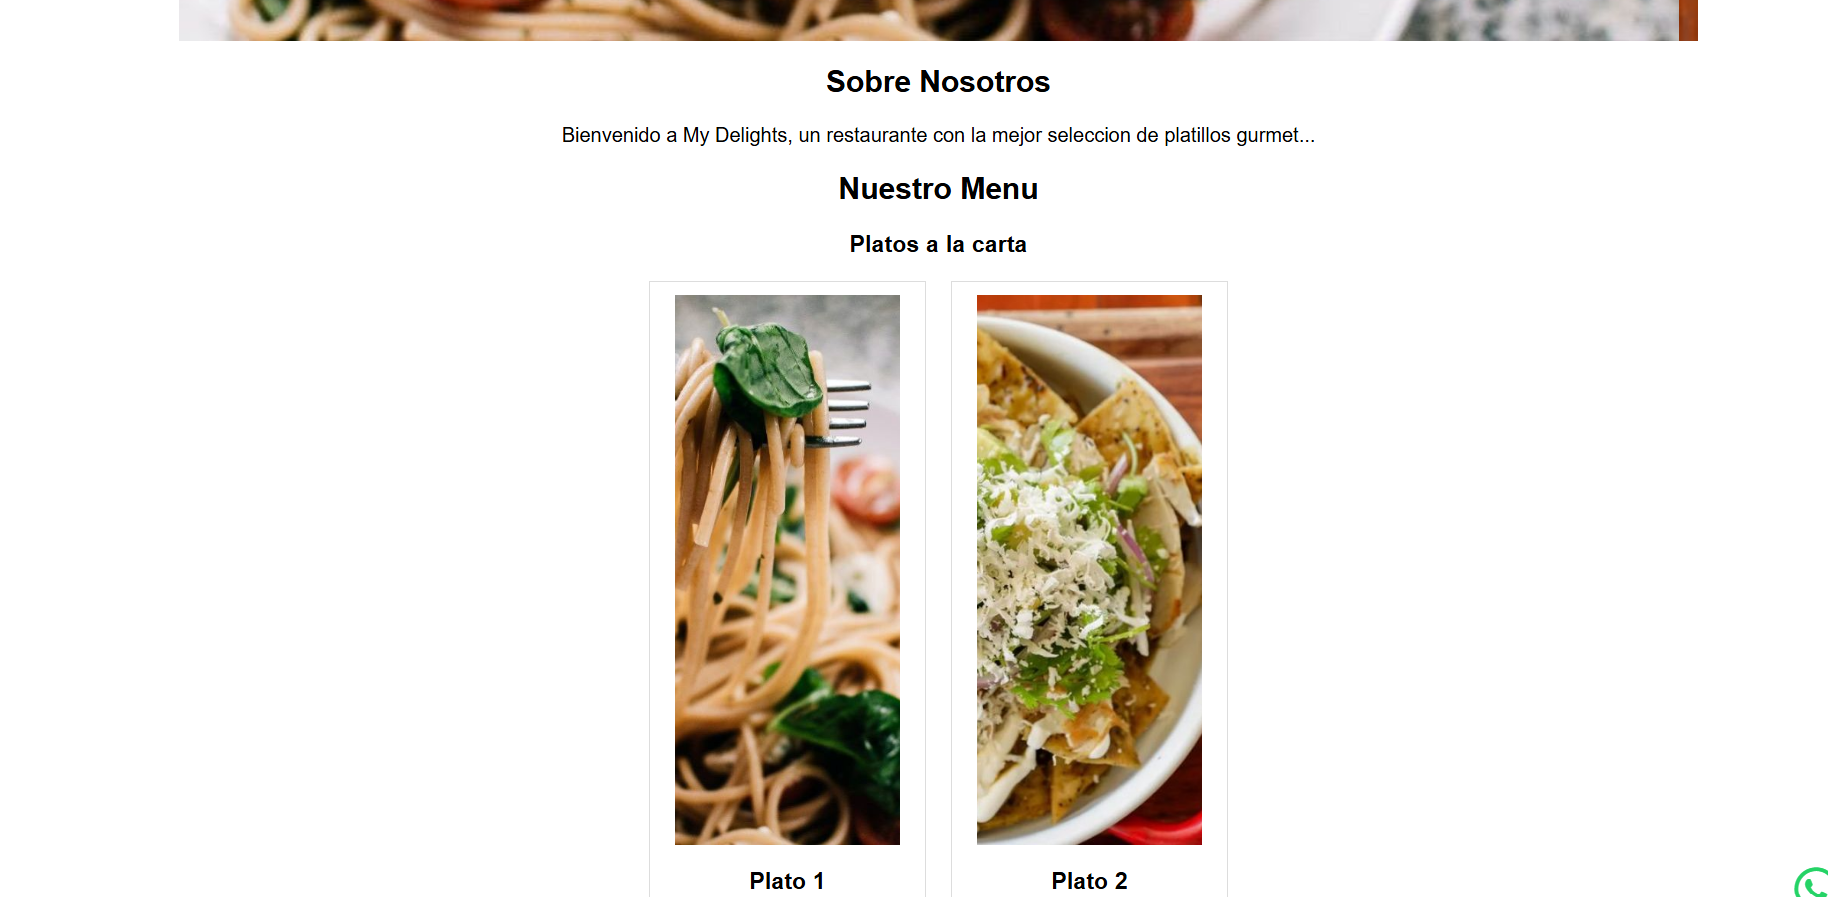 Sobre Nosotros
Bienvenido a My Delights, un restaurante con la mejor seleccion de platillos gurmet...
Nuestro Menu
Platos a la carta
Plato 1
Plato 2